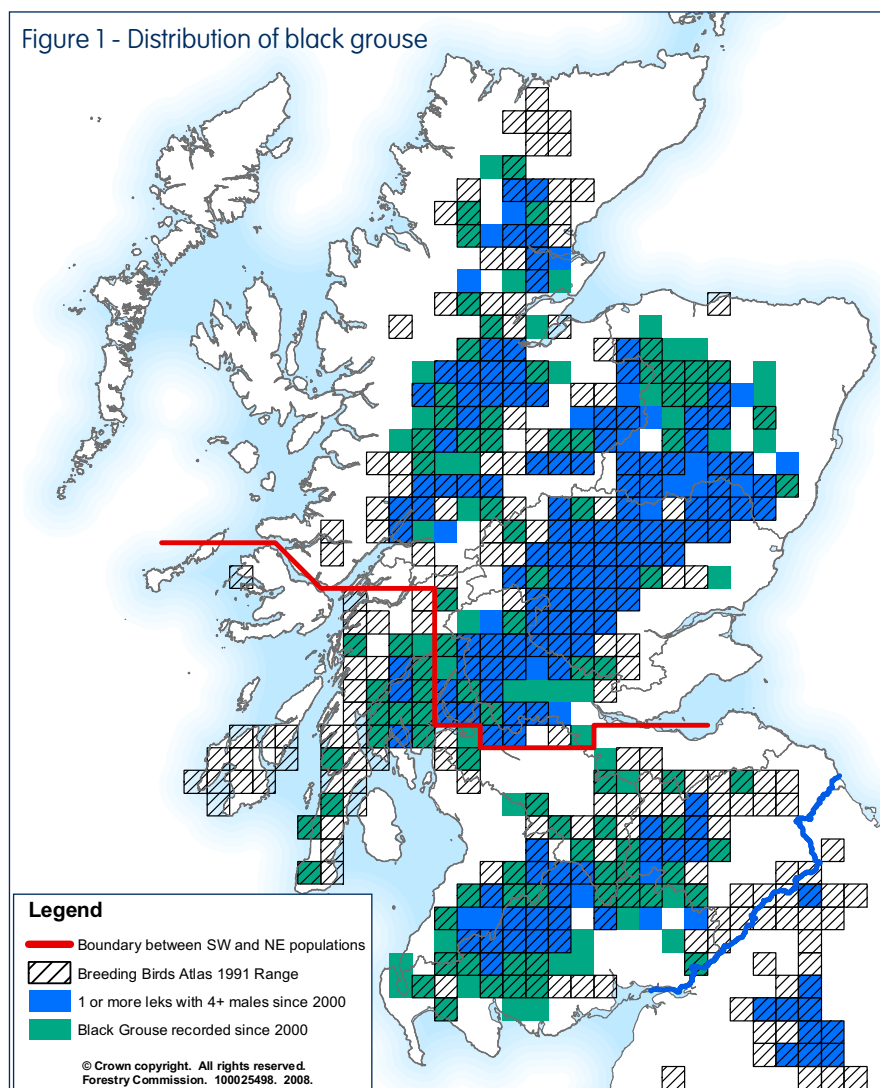 Figure 1 - Distribution of black grouse
Legend
Boundary between SW and NE populations
Breeding Birds Atlas 1991 Range
1 or more leks with 4+ males since 2000
Black Grouse recorded since 2000
© Crown copyright. All rights reserved.
Forestry Commission. 100025498. 2008.